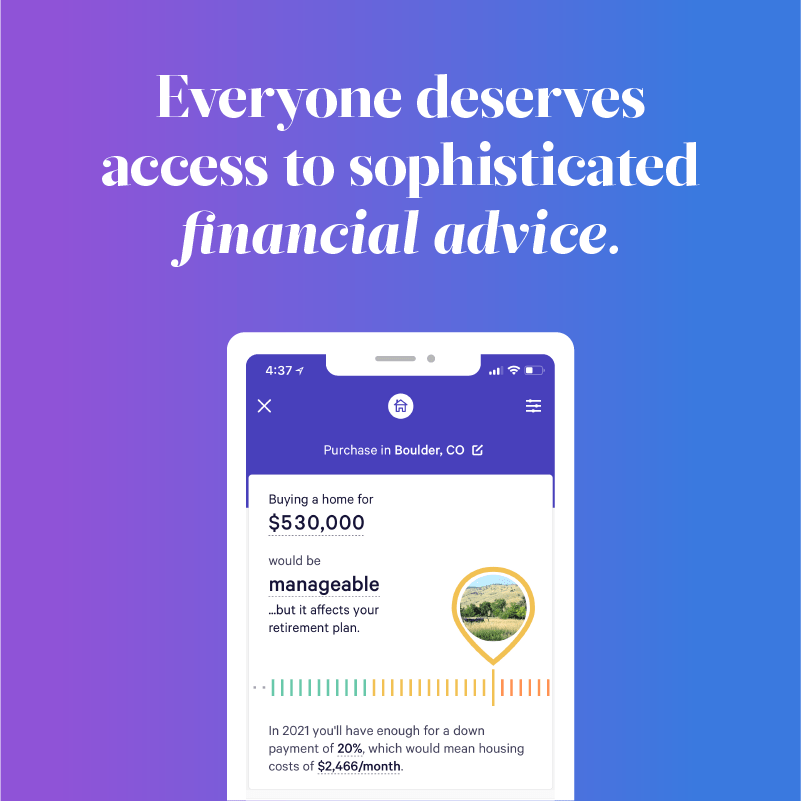 Everyone deserves
access to sophisticated
financial advice.
4:37
Purchase in Boulder, CO
Buying a home for
$530,000
would be
manageable
...but it affects your
retirement plan.
In 2021 you'll have enough for a down
payment of 20%, which would mean housing
costs of $2,466/month.